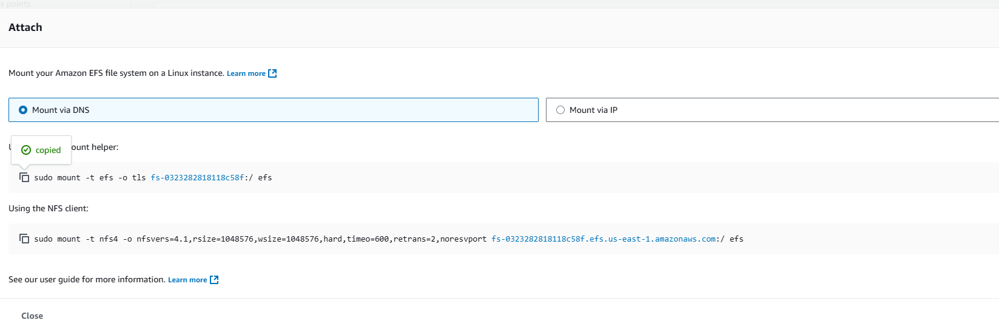 s points
Attach
Mount your Amazon EFS file system on a Linux instance. Learn more
Mount via DNS
Mount via IP
copied
ount helper:
sudo mount -t efs -o tls fs-0323282818118c58f:/ efs
Using the NFS client:
sudo mount -t nfs4 -o nfsvers=4.1,rsize=1048576,wsize=1048576,hard,timeo=600,retrans=2,noresvport fs-0323282818118c58f.efs.us-east-1.amazonaws.com:/ efs
See our user guide for more information. Learn more
Close